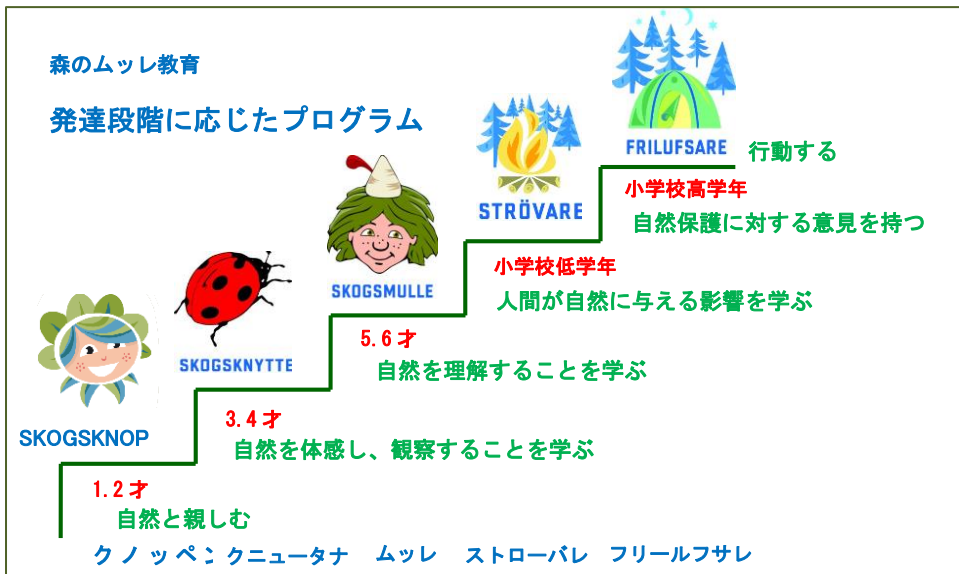 森のムッレ教育
発達段階に応じたプログラム
FRILUFSARE
行動する
小学校高学年
自然保護に対する意見を持つ
STRÖVARE
小学校低学年
人間が自然に与える影響を学ぶ
SKOGSMULLE
5.6才
自然を理解することを学ぶ
SKOGSKNYTTE
3.4才
自然を体感し、観察することを学ぶ
SKOGSKNOP
1.2才
自然と親しむ
クノッペン クニュータナ ムッレ ストローバレ フリールフサレ